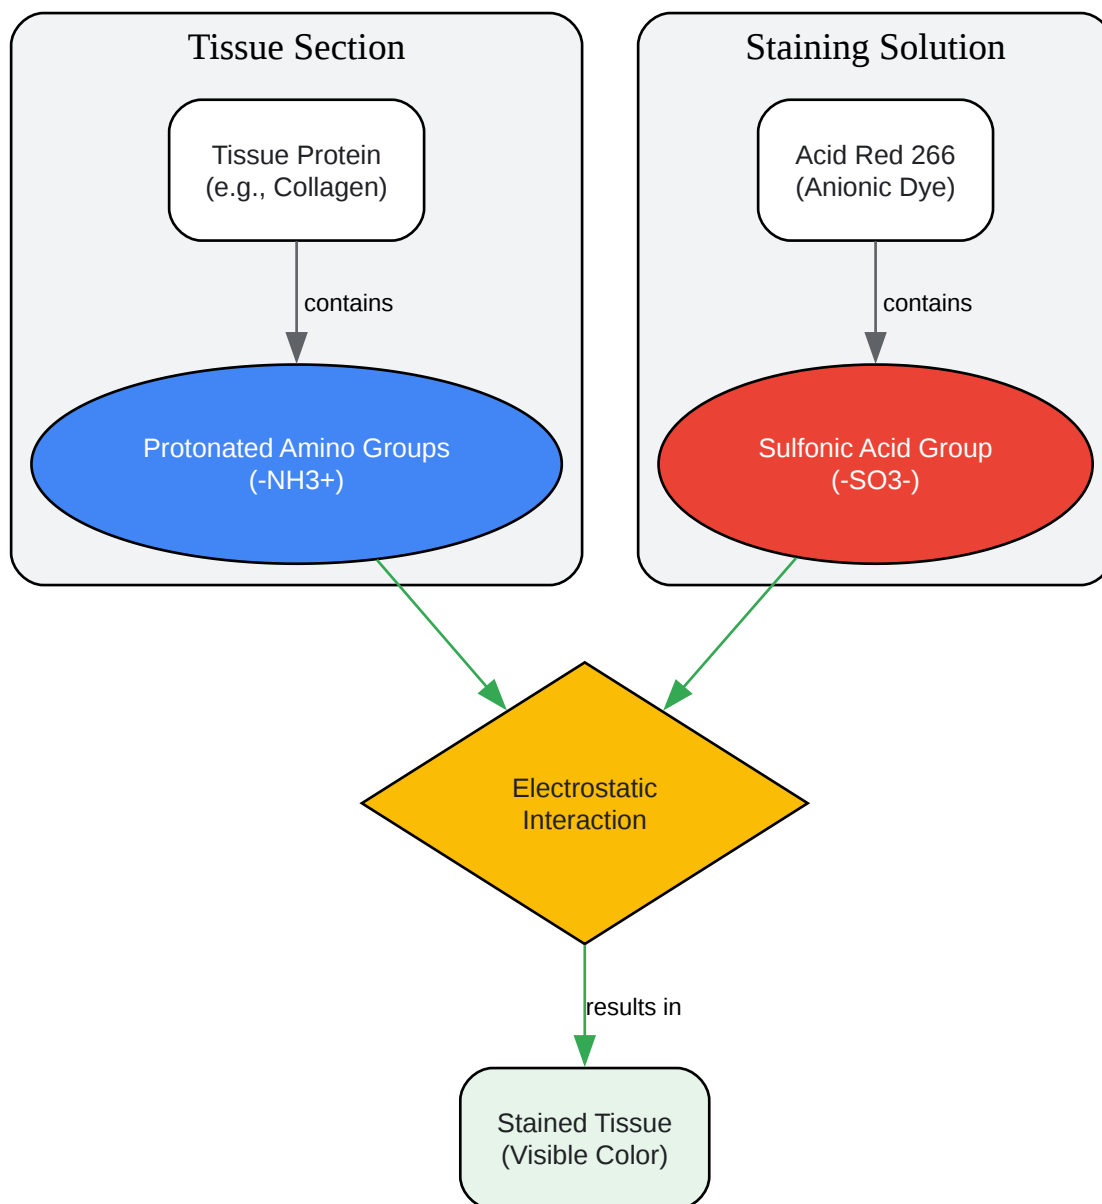 Tissue Section
Staining Solution
Tissue Protein
(e.g., Collagen)
Acid Red 266
(Anionic Dye)
contains
contains
Protonated Amino Groups
(-NH3+)
Sulfonic Acid Group
(-SO3-)
Electrostatic
Interaction
results in
Stained Tissue
(Visible Color)